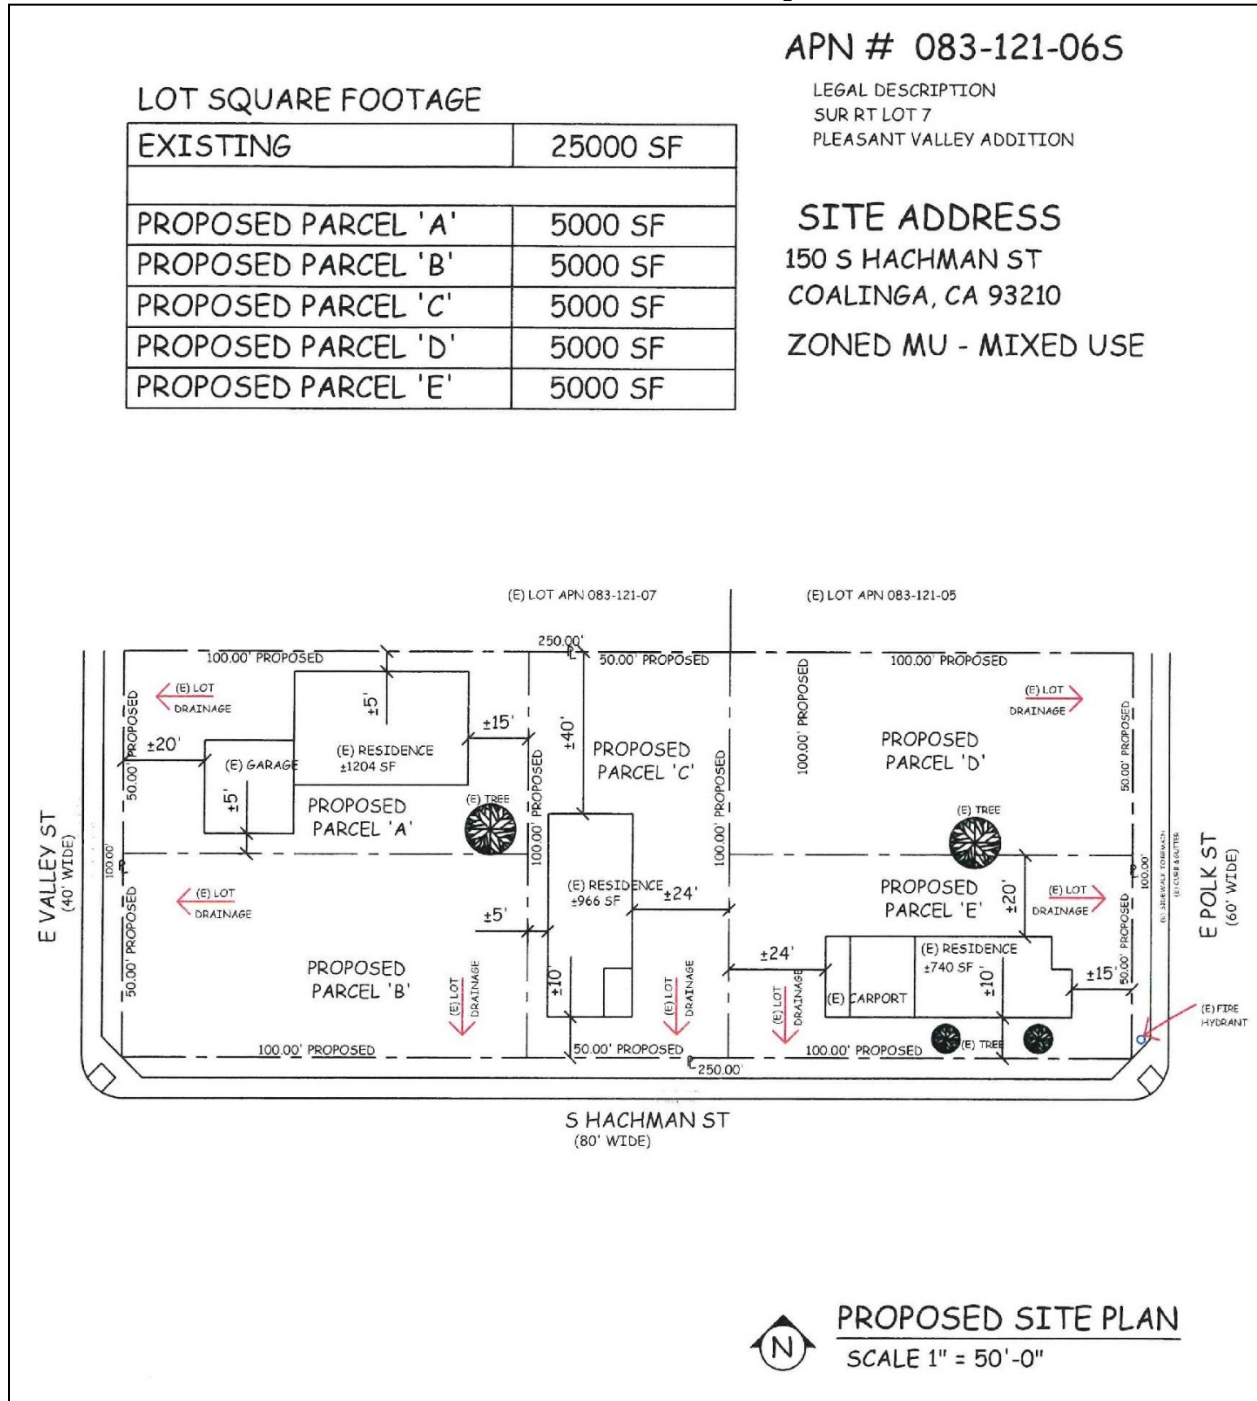 APN # 083-121-06S
LEGAL DESCRIPTION
SUR RT LOT 7
PLEASANT VALLEY ADDITION
LOT SQUARE FOOTAGE
EXISTING 25000 SF
PROPOSED PARCEL 'A' 5000 SF
PROPOSED PARCEL 'B' 5000 SF
PROPOSED PARCEL 'C' 5000 SF
PROPOSED PARCEL 'D' 5000 SF
PROPOSED PARCEL 'E' 5000 SF
SITE ADDRESS
150 S HACHMAN ST
COALINGA, CA 93210
ZONED MU - MIXED USE
(E) LOT APN 083-121-07
(E) LOT APN 083-121-05
250.00'
100.00' PROPOSED
50.00' PROPOSED
100.00' PROPOSED
(E) LOT
DRAINAGE
50.00' PROPOSED
±20'
(E) GARAGE
±5'
±5'
(E) RESIDENCE
±1204 SF
±15'
PROPOSED
PARCEL 'A'
(E) TREE
100.00' PROPOSED
±40'
PROPOSED
PARCEL 'C'
100.00' PROPOSED
100.00' PROPOSED
PROPOSED
PARCEL 'D'
(E) LOT
DRAINAGE
50.00' PROPOSED
(E) TREE
E VALLEY ST
(40' WIDE)
100.00'
(E) LOT
DRAINAGE
50.00' PROPOSED
PROPOSED
PARCEL 'B'
(E) LOT
DRAINAGE
±5'
(E) RESIDENCE
±966 SF
±24'
±10'
(E) LOT
DRAINAGE
PROPOSED
PARCEL 'E'
±20'
(E) LOT
DRAINAGE
±24'
(E) LOT
DRAINAGE
(E) CARPORT
(E) RESIDENCE
±740 SF
±10'
±15'
50.00' PROPOSED
100.00'
(E) CURB & GUTTER
E POLK ST
(60' WIDE)
(E) FIRE
HYDRANT
(E) TREE
100.00' PROPOSED
50.00' PROPOSED
100.00' PROPOSED
250.00'
S HACHMAN ST
(80' WIDE)
N
PROPOSED SITE PLAN
SCALE 1" = 50'-0"